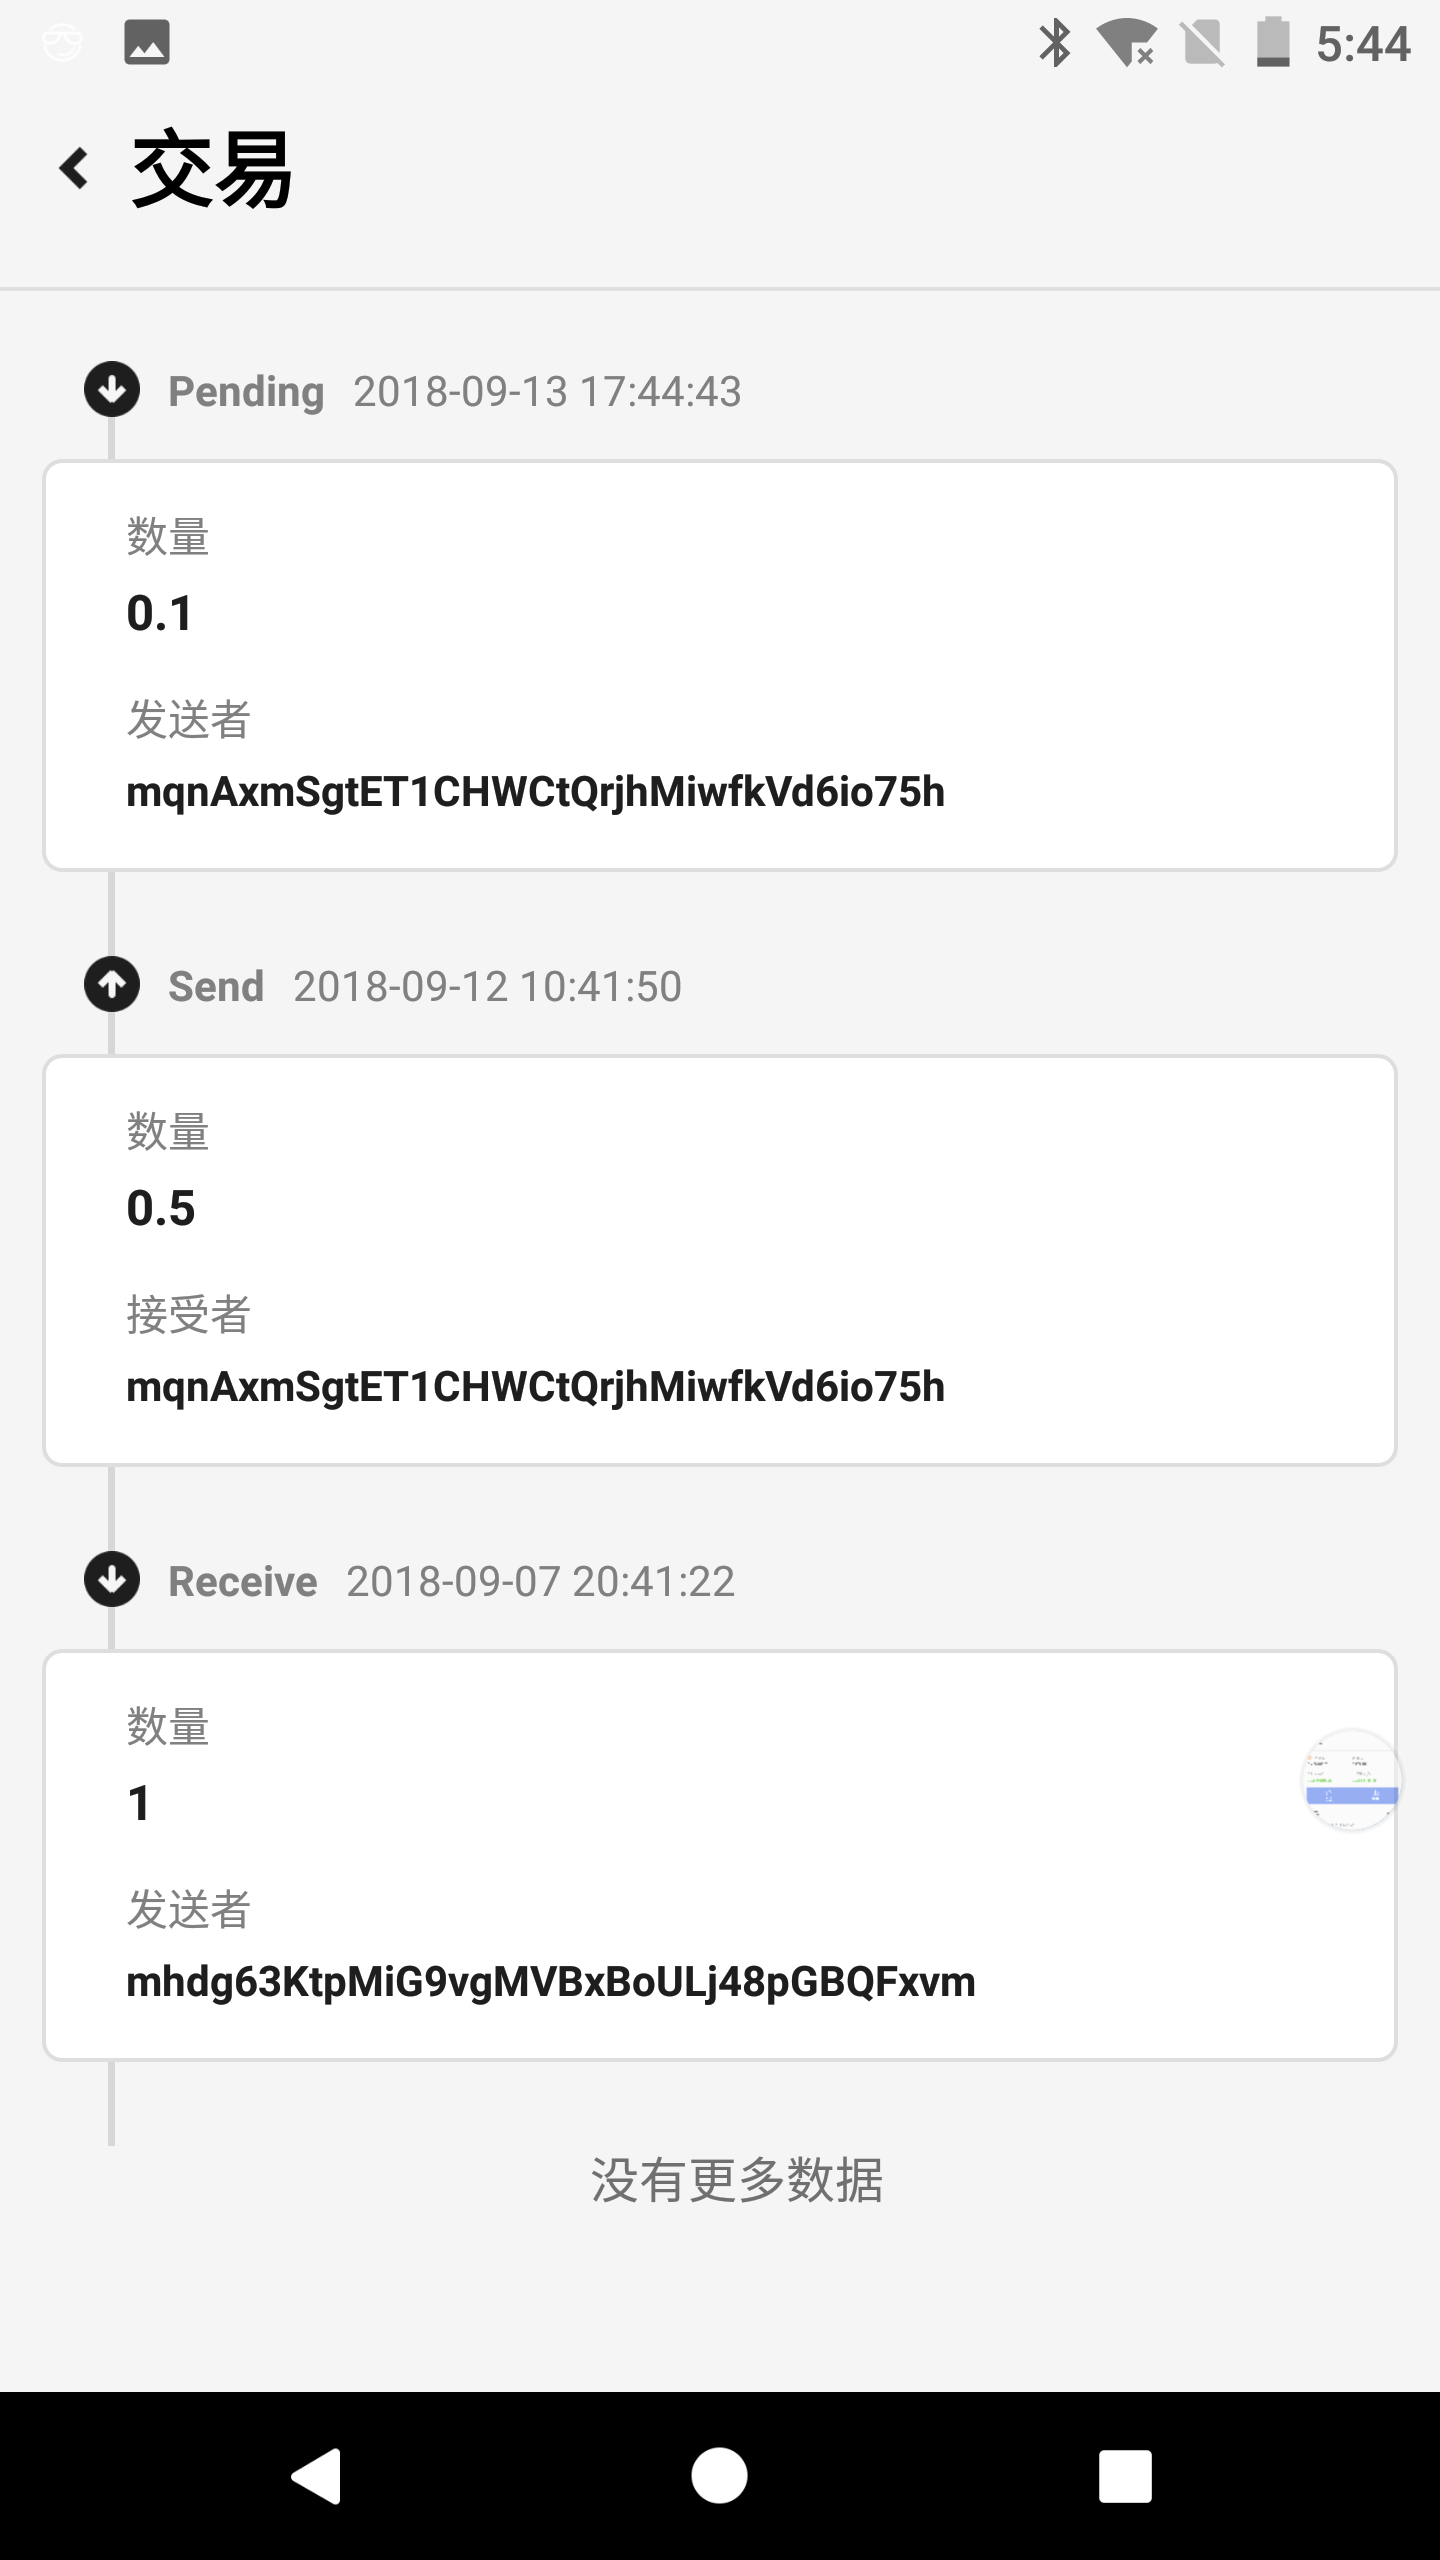 5:44
交易
Pending 2018-09-13 17:44:43
数量
0.1
发送者
mqnAxmSgtET1CHWCtQrjhMiwfkVd6io75h
Send 2018-09-12 10:41:50
数量
0.5
接受者
mqnAxmSgtET1CHWCtQrjhMiwfkVd6io75h
Receive 2018-09-07 20:41:22
数量
1
发送者
mhdg63KtpMiG9vgMVBxBoULj48pGBQFxvm
没有更多数据